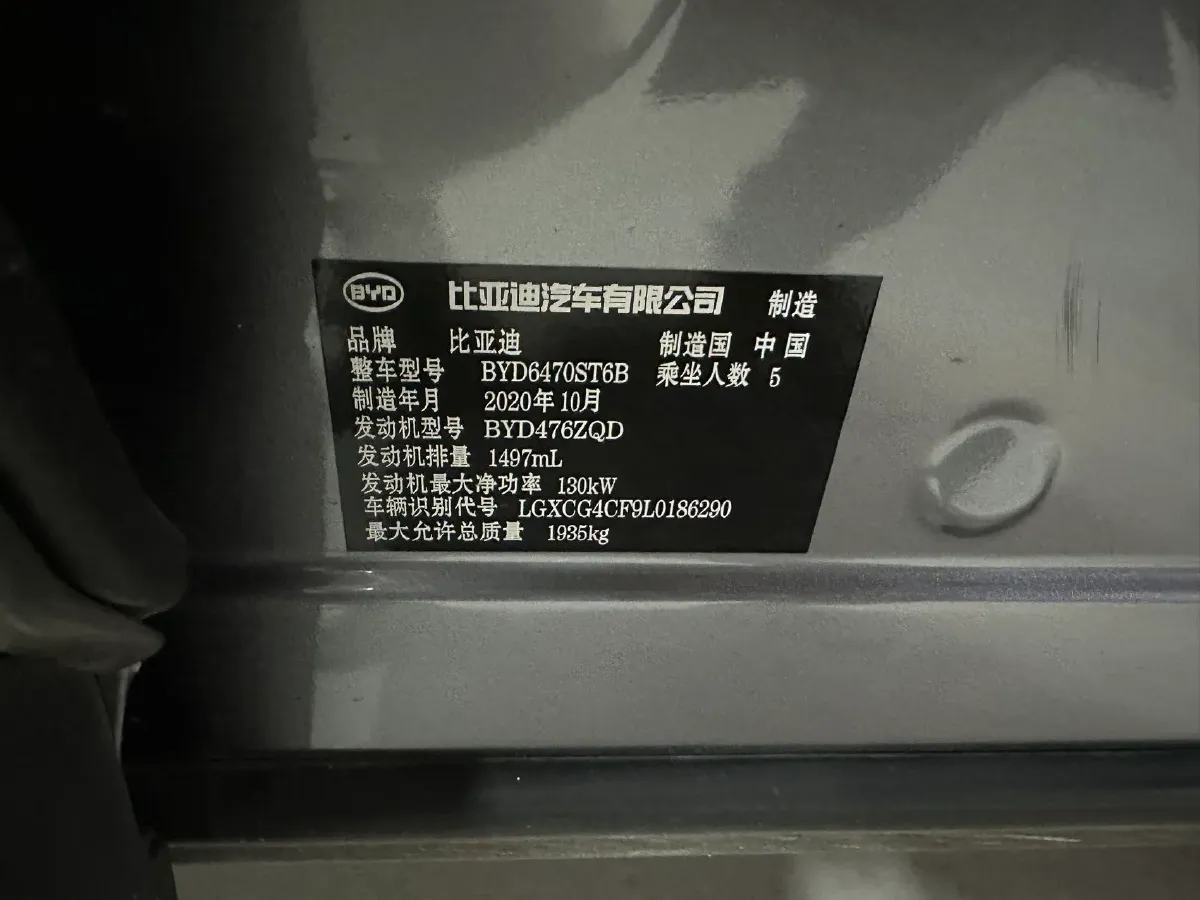 BYD 比亚迪汽车有限公司 制造
品牌 比亚迪 制造国 中国
整车型号 BYD6470ST6B 乘坐人数 5
制造年月 2020年10月
发动机型号 BYD476ZQD
发动机排量 1497mL
发动机最大净功率 130kW
车辆识别代号 LGXCG4CF9L0186290
最大允许总质量 1935kg